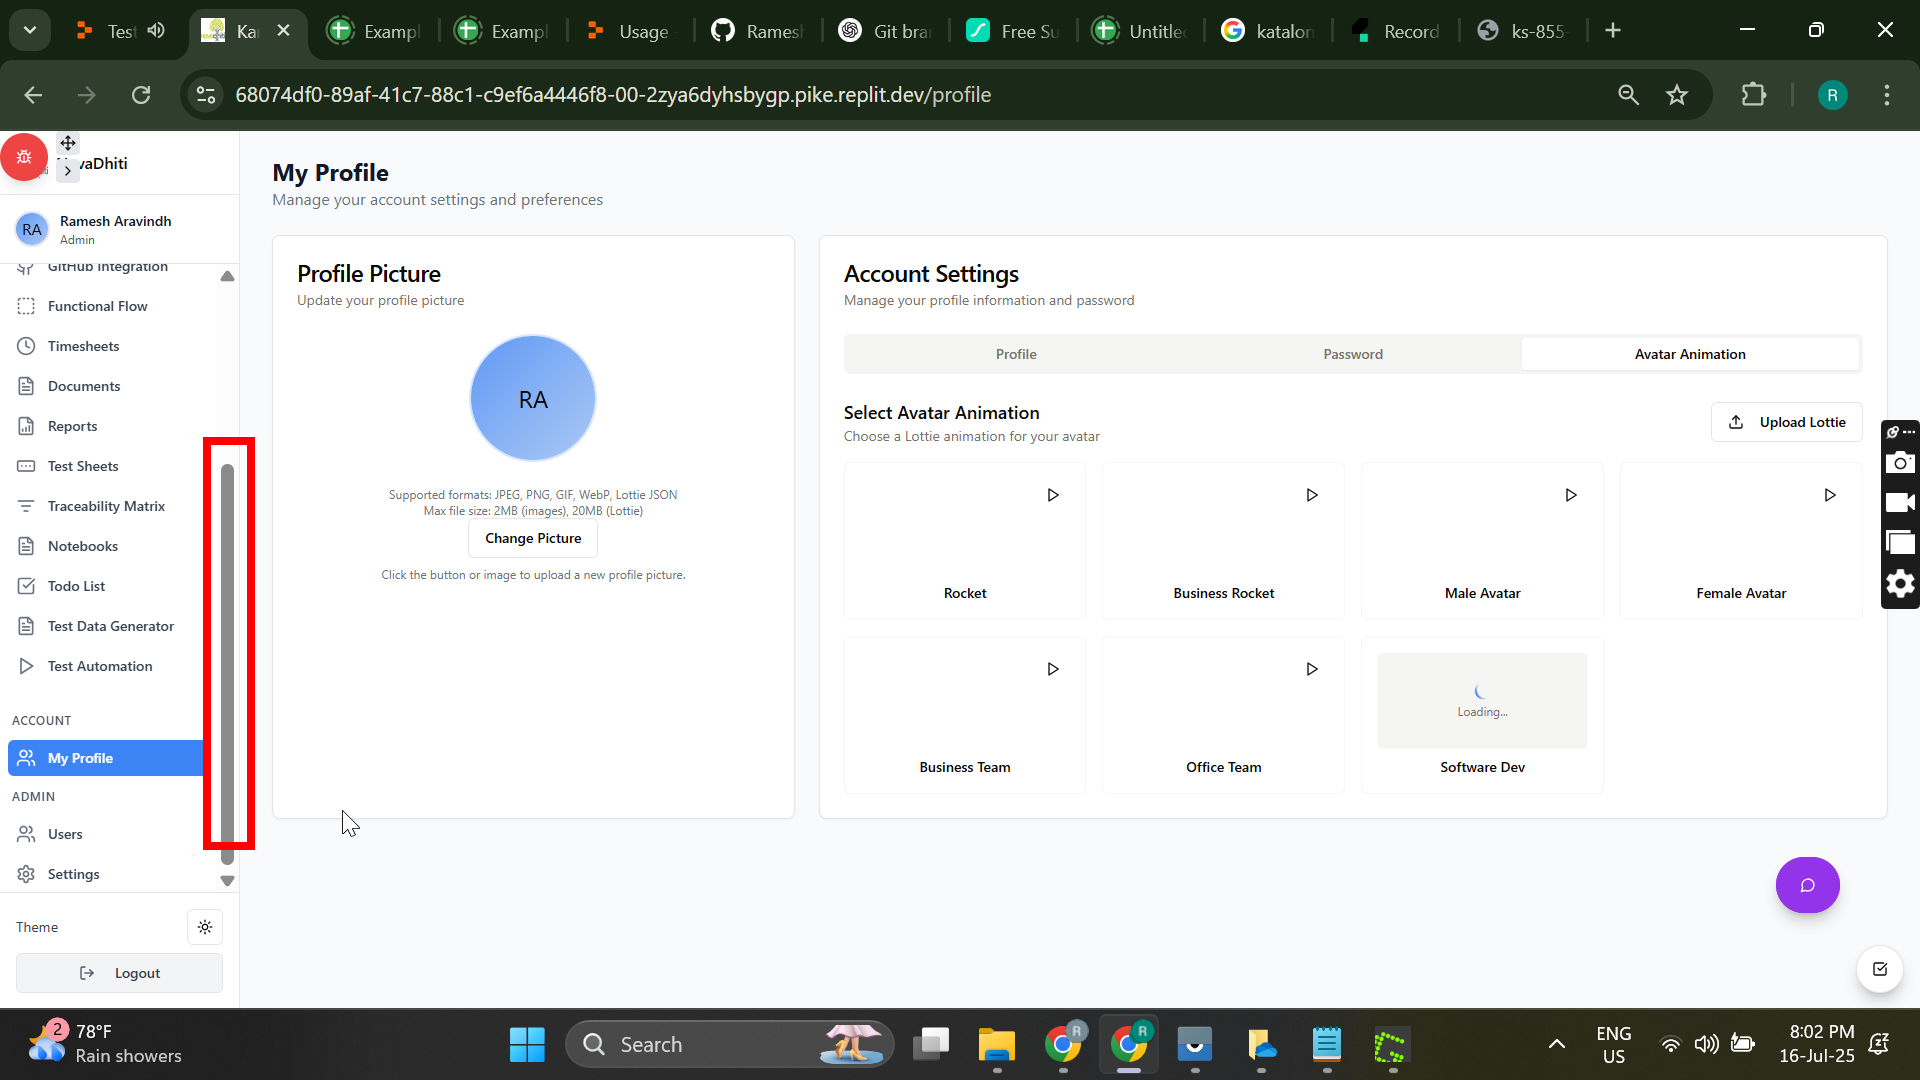 Test
Ka
Exampl
Exampl
Usage
Ramesh
Git bra
Free Su
Untitle
katalon
Record
ks-855-
68074df0-89af-41c7-88c1-c9ef6a4446f8-00-2zya6dyhsbygp.pike.replit.dev/profile
R
vaDhiti
RA
Ramesh Aravindh
Admin
GitHub Integration
Functional Flow
Timesheets
Documents
Reports
Test Sheets
Traceability Matrix
Notebooks
Todo List
Test Data Generator
Test Automation
ACCOUNT
My Profile
ADMIN
Users
Settings
Theme
Logout
My Profile
Manage your account settings and preferences
Profile Picture
Update your profile picture
RA
Supported formats: JPEG, PNG, GIF, WebP, Lottie JSON
Max file size: 2MB (images), 20MB (Lottie)
Change Picture
Click the button or image to upload a new profile picture.
Account Settings
Manage your profile information and password
Profile
Password
Avatar Animation
Select Avatar Animation
Choose a Lottie animation for your avatar
Upload Lottie
Rocket
Business Rocket
Male Avatar
Female Avatar
Business Team
Office Team
Loading...
Software Dev
2
78°F
Rain showers
Search
R
R
ENG
US
8:02 PM
16-Jul-25